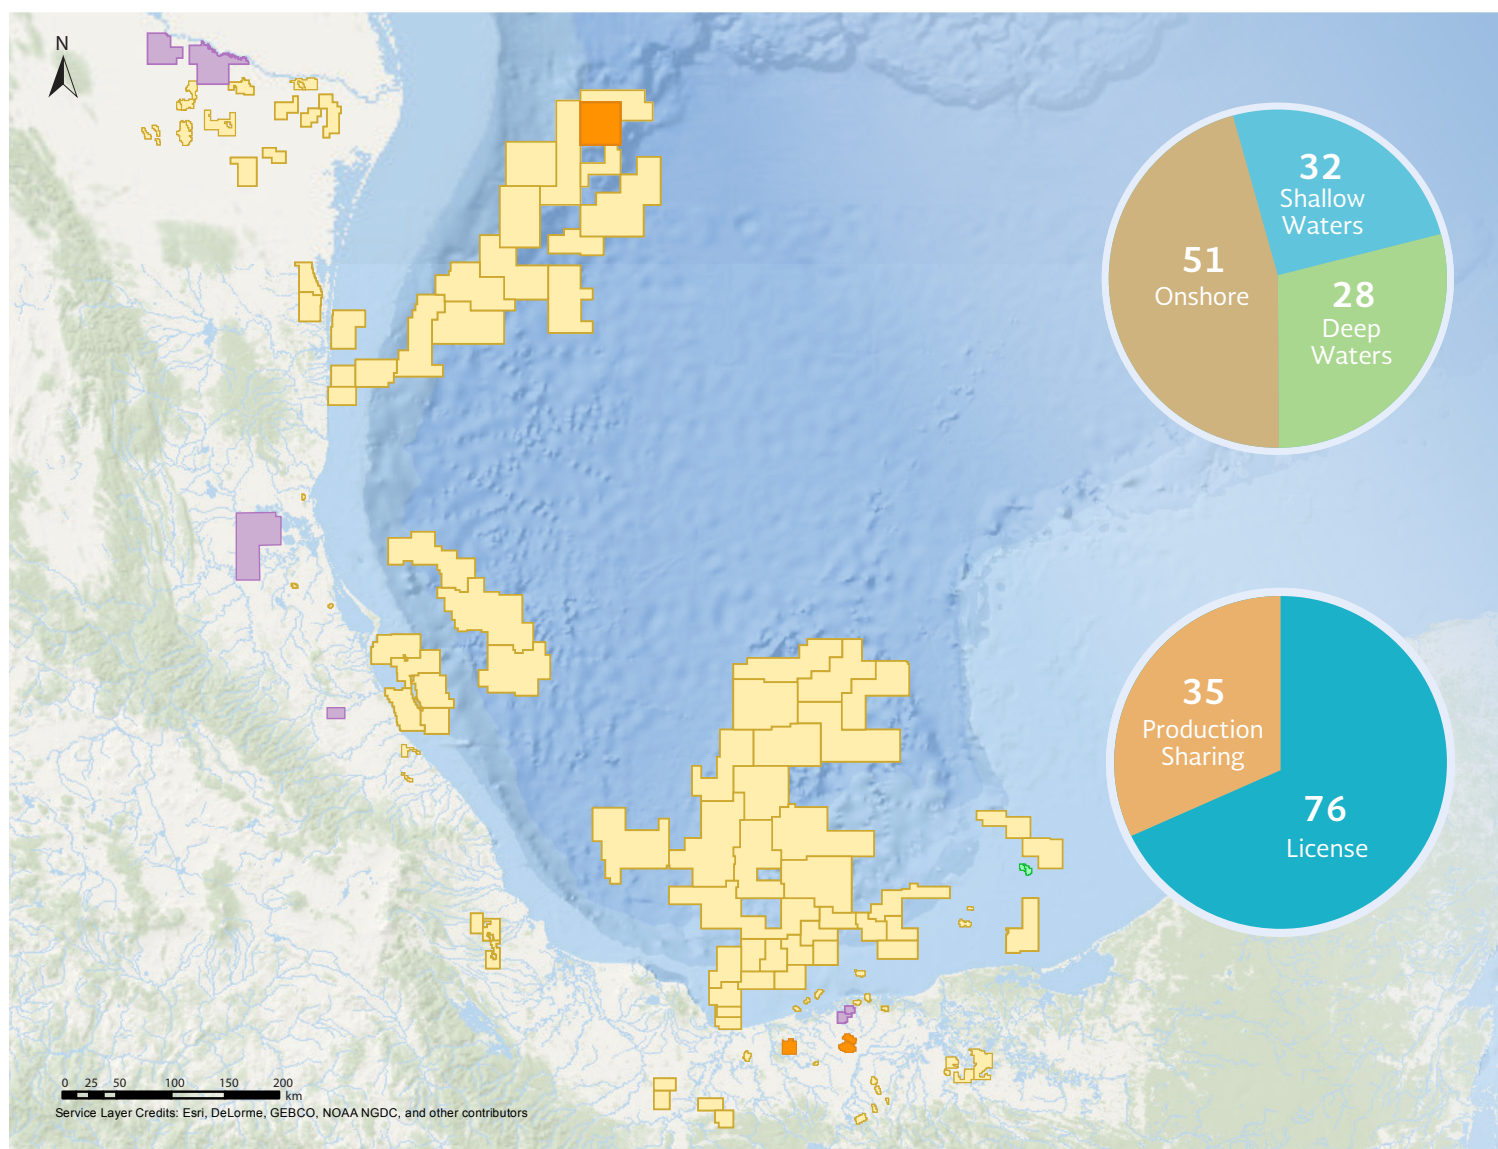 N
32
Shallow
Waters
51
Onshore
28
Deep
Waters
35
Production
Sharing
76
License
0 25 50 100 150 200
km
Service Layer Credits: Esri, DeLorme, GEBCO, NOAA NGDC, and other contributors